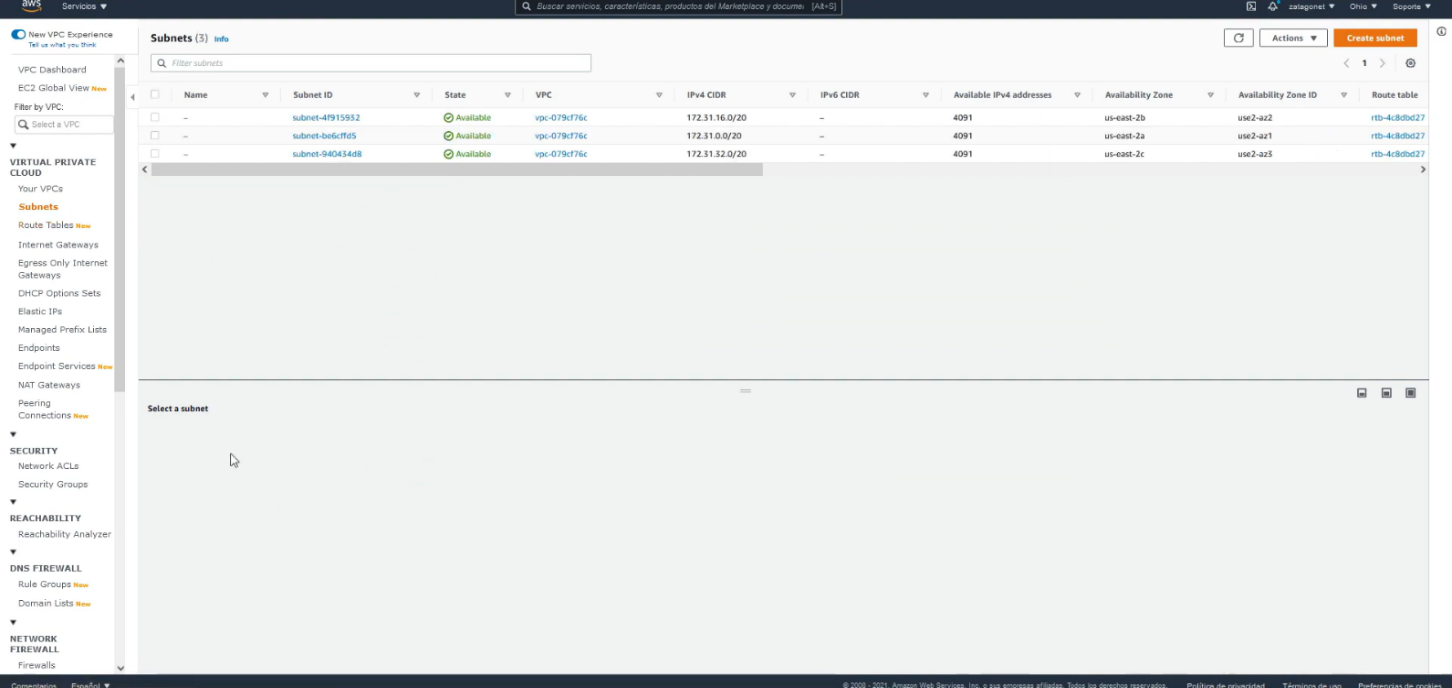 aws Servicios ▼ Buscar servicios, características, productos del Marketplace y documen [Alt+S] zatagonet ▼ Ohio ▼ Soporte ▼
New VPC Experience
Tell us what you think
VPC Dashboard
EC2 Global View New
Filter by VPC:
Select a VPC
VIRTUAL PRIVATE
CLOUD
Your VPCs
Subnets
Route Tables New
Internet Gateways
Egress Only Internet
Gateways
DHCP Options Sets
Elastic IPs
Managed Prefix Lists
Endpoints
Endpoint Services New
NAT Gateways
Peering
Connections New
SECURITY
Network ACLs
Security Groups
REACHABILITY
Reachability Analyzer
DNS FIREWALL
Rule Groups New
Domain Lists New
NETWORK
FIREWALL
Firewalls
Subnets (3) Info Actions ▼ Create subnet
Filter subnets 1
Name Subnet ID State VPC IPv4 CIDR IPv6 CIDR Available IPv4 addresses Availability Zone Availability Zone ID Route table
– subnet-4f915932 Available vpc-079cf76c 172.31.16.0/20 – 4091 us-east-2b use2-az2 rtb-4c8dbd27
– subnet-be6cffd5 Available vpc-079cf76c 172.31.0.0/20 – 4091 us-east-2a use2-az1 rtb-4c8dbd27
– subnet-940434d8 Available vpc-079cf76c 172.31.32.0/20 – 4091 us-east-2c use2-az3 rtb-4c8dbd27
Select a subnet
Comentarios Español ▼ © 2008 - 2021, Amazon Web Services, Inc. o sus empresas afiliadas. Todos los derechos reservados. Política de privacidad Términos de uso Preferencias de cookies